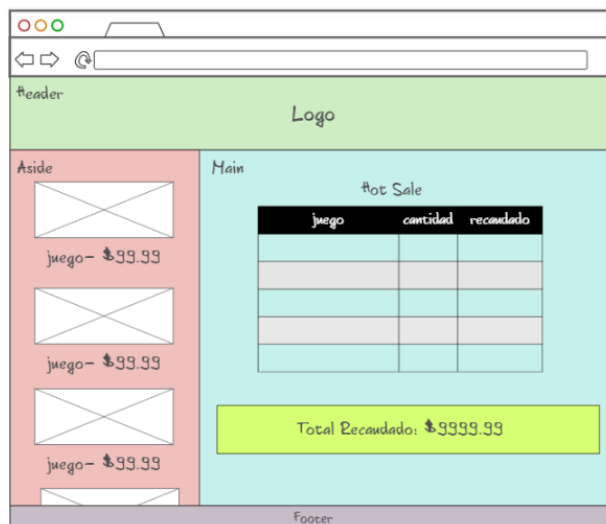 Header
Logo
Aside
juego- $99.99
juego- $99.99
juego- $99.99
Main
Hot Sale
juego cantidad recaudado
Total Recaudado: $9999.99
Footer